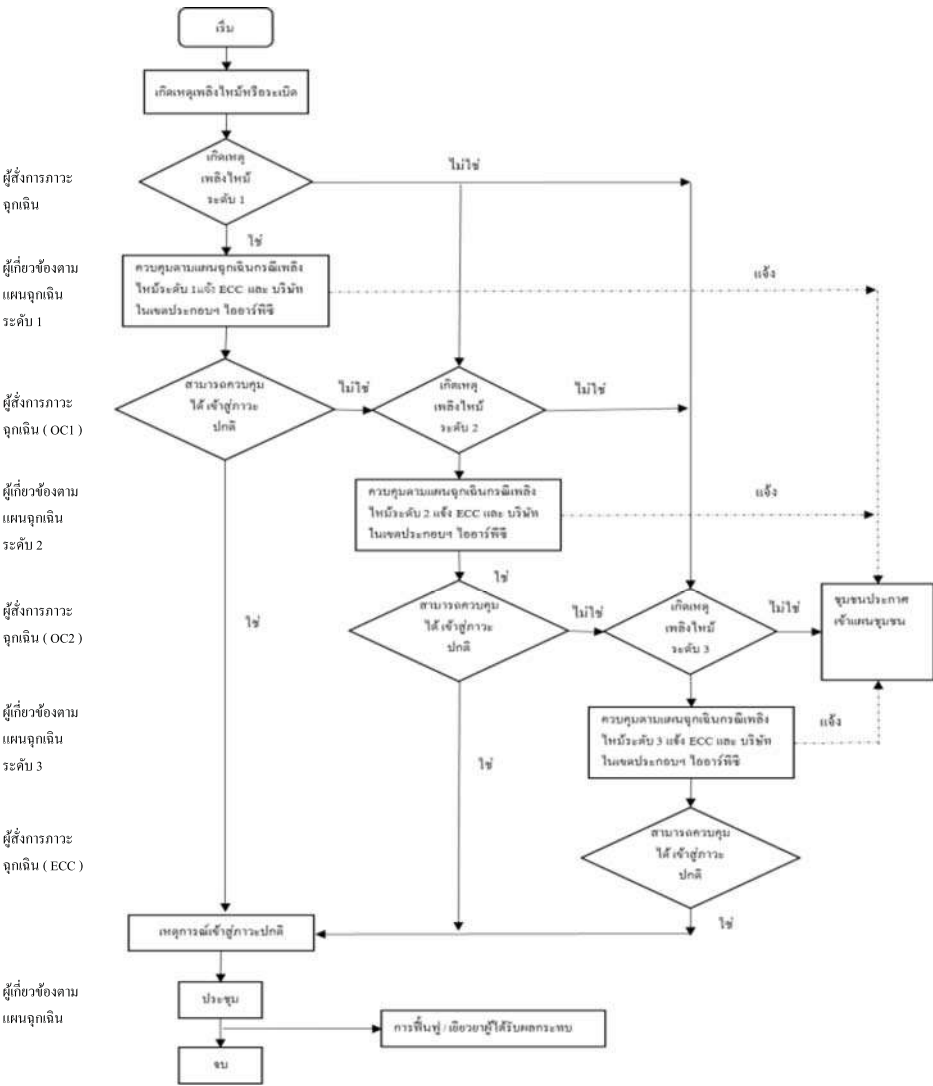 เริ่ม
เกิดเหตุเพลิงไหม้หรือระเบิด
ผู้สั่งการภาวะ
ฉุกเฉิน
เกิดเหตุ
เพลิงไหม้
ระดับ 1
ไม่ใช่
ใช่
ผู้เกี่ยวข้องตาม
แผนฉุกเฉิน
ระดับ 1
ควบคุมตามแผนฉุกเฉินกรณีเพลิง
ไหม้ระดับ 1แจ้ง ECC และ บริษัท
ในเขตประกอบฯ ไออาร์พีซี
แจ้ง
ผู้สั่งการภาวะ
ฉุกเฉิน ( OC1 )
สามารถควบคุม
ได้ เข้าสู่ภาวะ
ปกติ
ไม่ใช่
เกิดเหตุ
เพลิงไหม้
ระดับ 2
ไม่ใช่
ผู้เกี่ยวข้องตาม
แผนฉุกเฉิน
ระดับ 2
ควบคุมตามแผนฉุกเฉินกรณีเพลิง
ไหม้ระดับ 2 แจ้ง ECC และ บริษัท
ในเขตประกอบฯ ไออาร์พีซี
แจ้ง
ใช่
ผู้สั่งการภาวะ
ฉุกเฉิน ( OC2 )
ใช่
สามารถควบคุม
ได้ เข้าสู่ภาวะ
ปกติ
ไม่ใช่
เกิดเหตุ
เพลิงไหม้
ระดับ 3
ไม่ใช่
ชุมชนประกาศ
เข้าแผนชุมชน
ผู้เกี่ยวข้องตาม
แผนฉุกเฉิน
ระดับ 3
ใช่
ควบคุมตามแผนฉุกเฉินกรณีเพลิง
ไหม้ระดับ 3 แจ้ง ECC และ บริษัท
ในเขตประกอบฯ ไออาร์พีซี
แจ้ง
ผู้สั่งการภาวะ
ฉุกเฉิน ( ECC )
สามารถควบคุม
ได้ เข้าสู่ภาวะ
ปกติ
ใช่
เหตุการณ์เข้าสู่ภาวะปกติ
ผู้เกี่ยวข้องตาม
แผนฉุกเฉิน
ประชุม
การฟื้นฟู / เยียวยาผู้ได้รับผลกระทบ
จบ